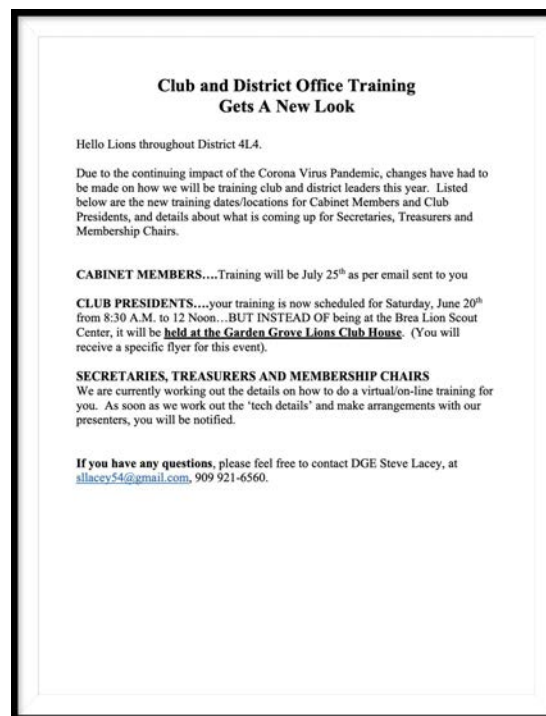 Club and District Office Training
Gets A New Look
Hello Lions throughout District 4L4.
Due to the continuing impact of the Corona Virus Pandemic, changes have had to
be made on how we will be training club and district leaders this year. Listed
below are the new training dates/locations for Cabinet Members and Club
Presidents, and details about what is coming up for Secretaries, Treasurers and
Membership Chairs.
CABINET MEMBERS….Training will be July 25th as per email sent to you
CLUB PRESIDENTS….your training is now scheduled for Saturday, June 20th
from 8:30 A.M. to 12 Noon…BUT INSTEAD OF being at the Brea Lion Scout
Center, it will be held at the Garden Grove Lions Club House. (You will
receive a specific flyer for this event).
SECRETARIES, TREASURERS AND MEMBERSHIP CHAIRS
We are currently working out the details on how to do a virtual/on-line training for
you. As soon as we work out the ‘tech details’ and make arrangements with our
presenters, you will be notified.
If you have any questions, please feel free to contact DGE Steve Lacey, at
sllacey54@gmail.com, 909 921-6560.